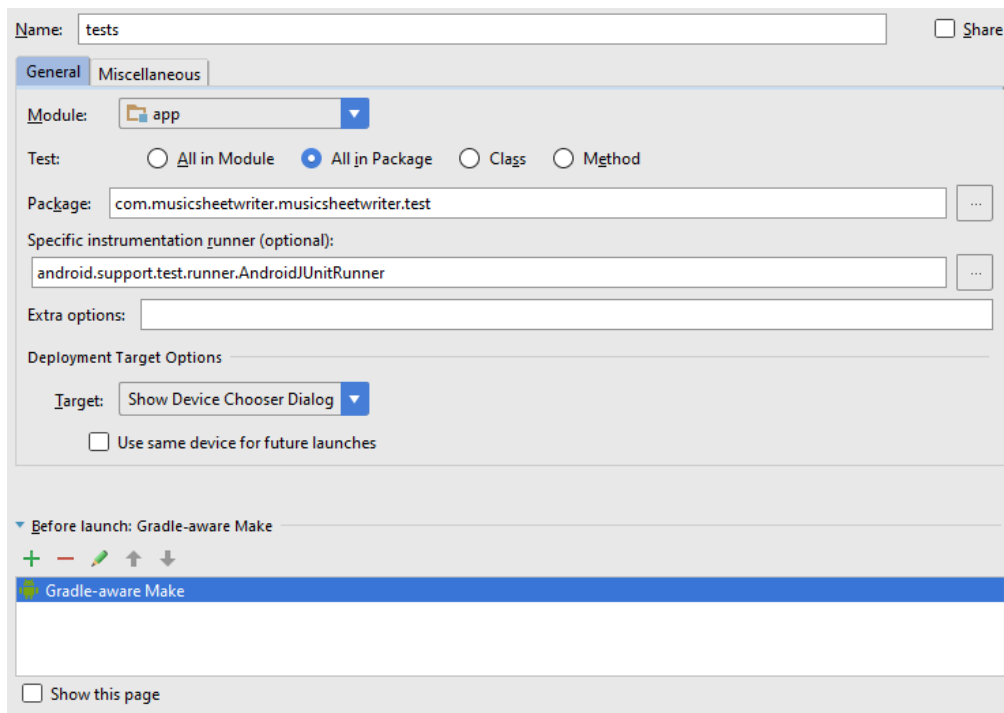 Name: tests Share
General Miscellaneous
Module: app
Test: All in Module All in Package Class Method
Package: com.musicsheetwriter.musicsheetwriter.test ...
Specific instrumentation runner (optional):
android.support.test.runner.AndroidJUnitRunner ...
Extra options:
Deployment Target Options
Target: Show Device Chooser Dialog
Use same device for future launches
Before launch: Gradle-aware Make
Gradle-aware Make
Show this page